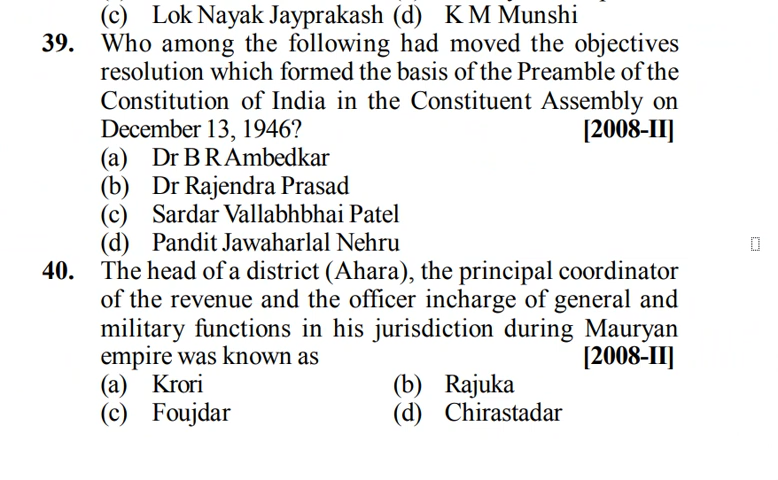 (c) Lok Nayak Jayprakash (d) K M Munshi
39. Who among the following had moved the objectives
resolution which formed the basis of the Preamble of the
Constitution of India in the Constituent Assembly on
December 13, 1946? [2008-II]
(a) Dr B R Ambedkar
(b) Dr Rajendra Prasad
(c) Sardar Vallabhbhai Patel
(d) Pandit Jawaharlal Nehru
40. The head of a district (Ahara), the principal coordinator
of the revenue and the officer incharge of general and
military functions in his jurisdiction during Mauryan
empire was known as [2008-II]
(a) Krori (b) Rajuka
(c) Foujdar (d) Chirastadar